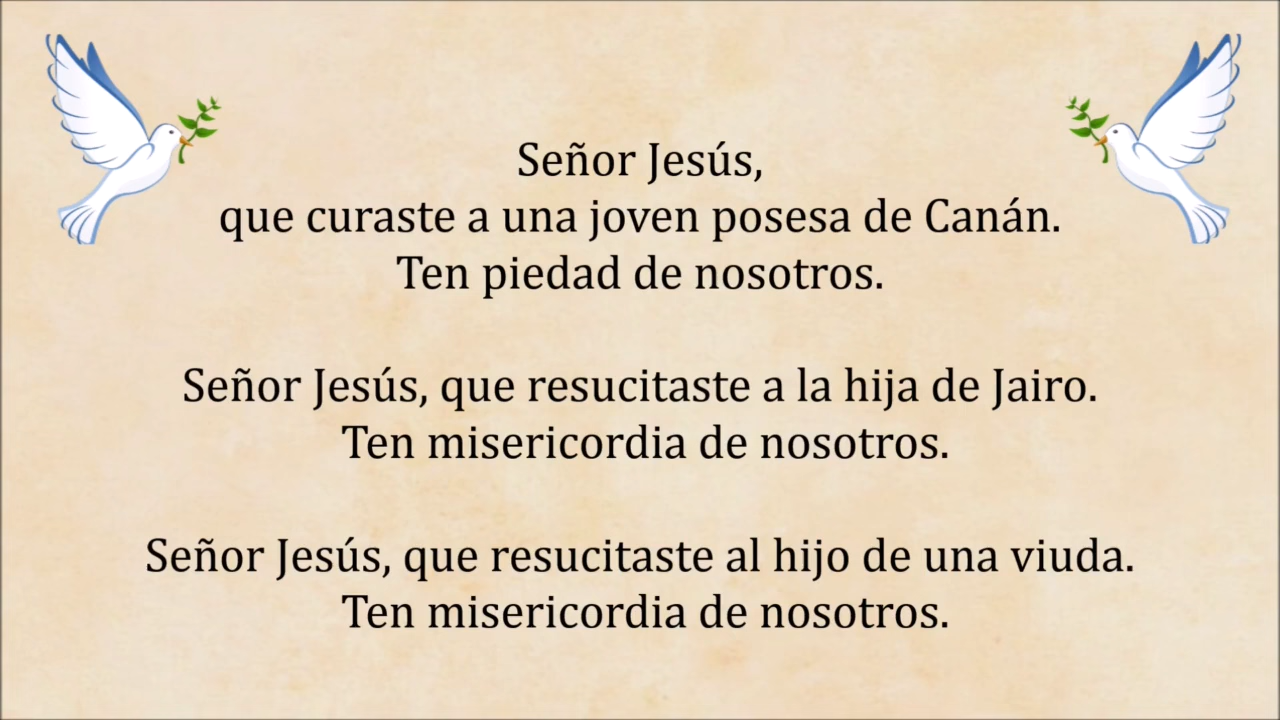 Señor Jesús,
que curaste a una joven posesa de Canán.
Ten piedad de nosotros.
Señor Jesús, que resucitaste a la hija de Jairo.
Ten misericordia de nosotros.
Señor Jesús, que resucitaste al hijo de una viuda.
Ten misericordia de nosotros.